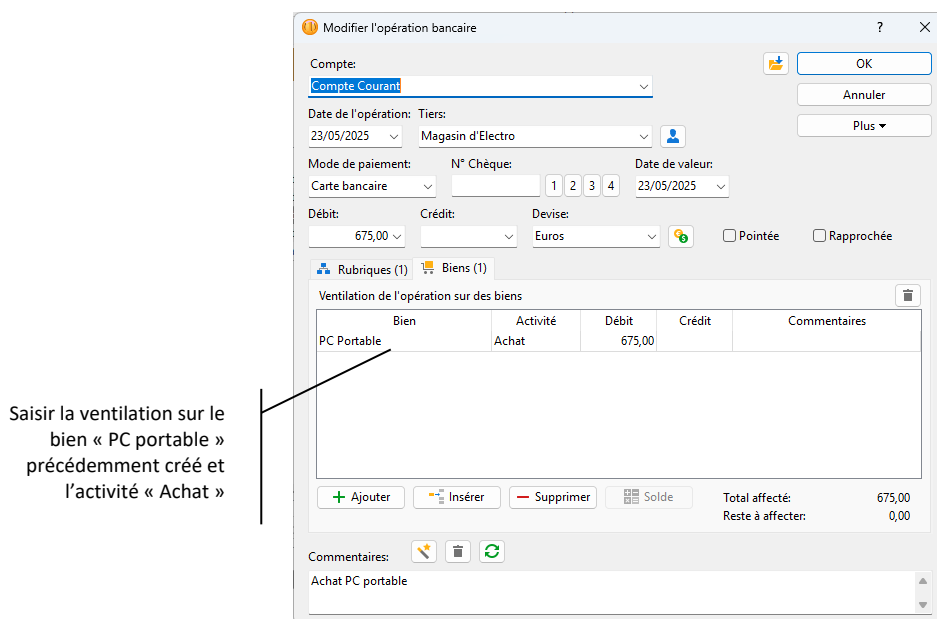 Modifier l'opération bancaire
?
Compte:
OK
Compte Courant
Annuler
Date de l'opération: Tiers:
Plus
23/05/2025 Magasin d'Electro
Mode de paiement: N° Chèque: Date de valeur:
Carte bancaire 1 2 3 4 23/05/2025
Débit: Crédit: Devise:
675,00 Euros Pointée Rapprochée
Rubriques (1) Biens (1)
Ventilation de l'opération sur des biens
Bien Activité Débit Crédit Commentaires
PC Portable Achat 675,00
Saisir la ventilation sur le
bien « PC portable »
précédemment créé et
l’activité « Achat »
Ajouter Insérer Supprimer Solde Total affecté: 675,00
Reste à affecter: 0,00
Commentaires:
Achat PC portable